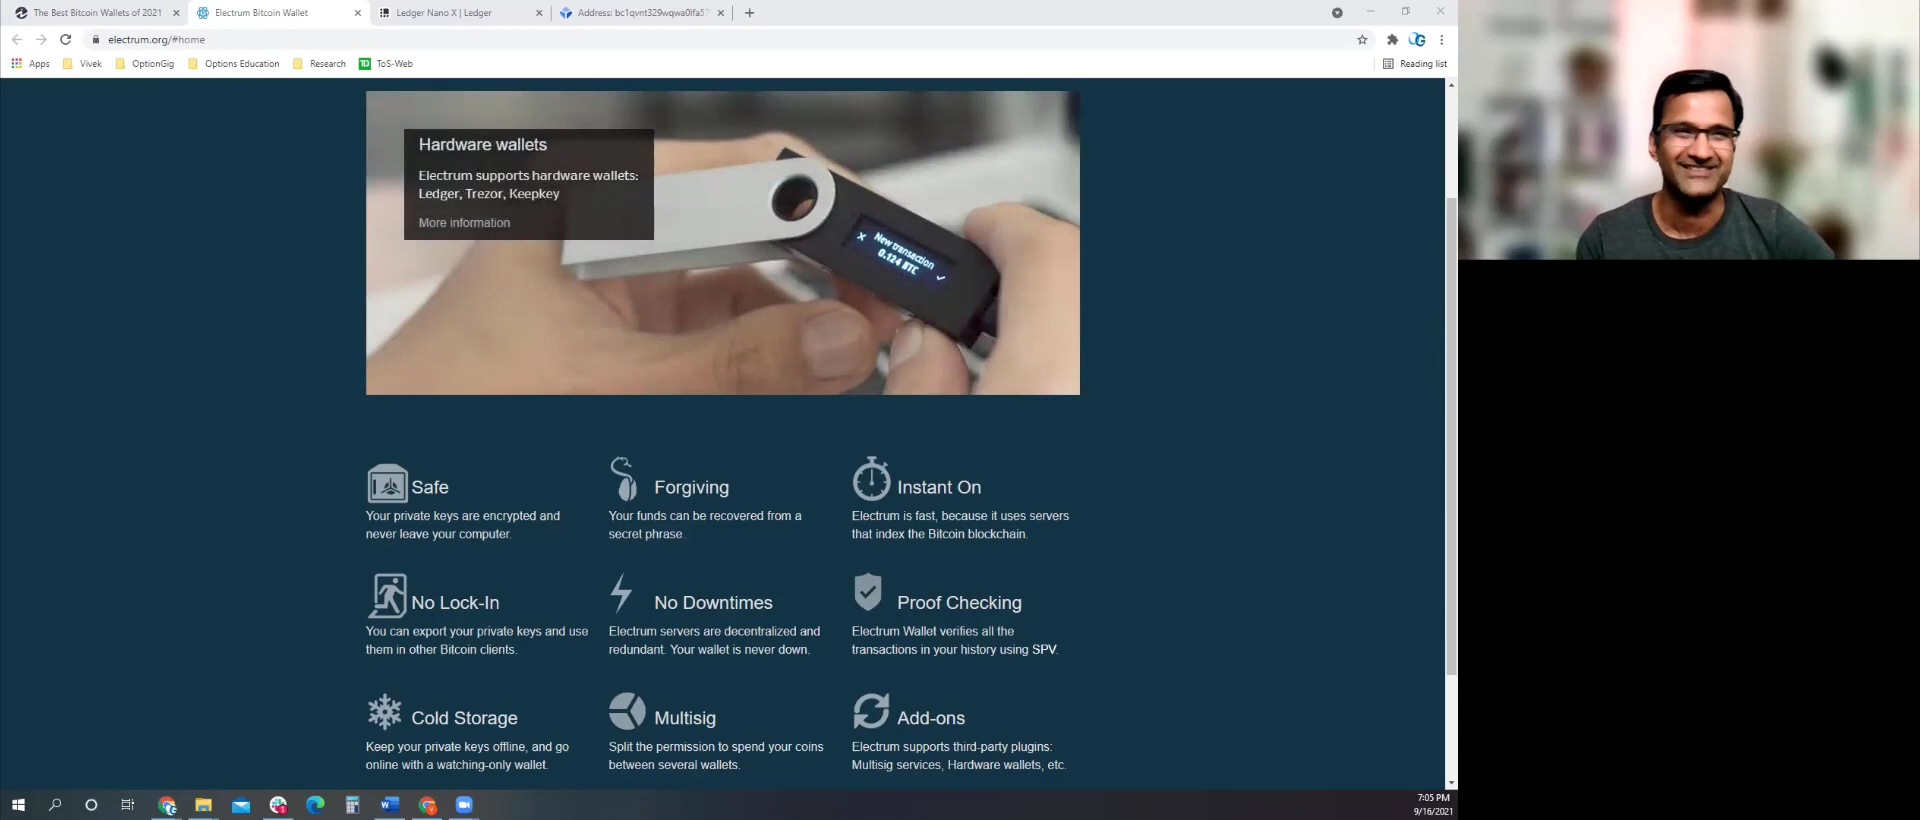 The Best Bitcoin Wallets of 2021
Electrum Bitcoin Wallet
Ledger Nano X | Ledger
Address: bc1qvnt329wqwa0lfa57
electrum.org/#home
Apps
Vivek
OptionGig
Options Education
Research
ToS-Web
Reading list
Hardware wallets
Electrum supports hardware wallets:
Ledger, Trezor, Keepkey
More information
New transaction
0.124 BTC
Safe
Your private keys are encrypted and
never leave your computer.
Forgiving
Your funds can be recovered from a
secret phrase.
Instant On
Electrum is fast, because it uses servers
that index the Bitcoin blockchain.
No Lock-In
You can export your private keys and use
them in other Bitcoin clients.
No Downtimes
Electrum servers are decentralized and
redundant. Your wallet is never down.
Proof Checking
Electrum Wallet verifies all the
transactions in your history using SPV.
Cold Storage
Keep your private keys offline, and go
online with a watching-only wallet.
Multisig
Split the permission to spend your coins
between several wallets.
Add-ons
Electrum supports third-party plugins:
Multisig services, Hardware wallets, etc.
7:05 PM
9/16/2021